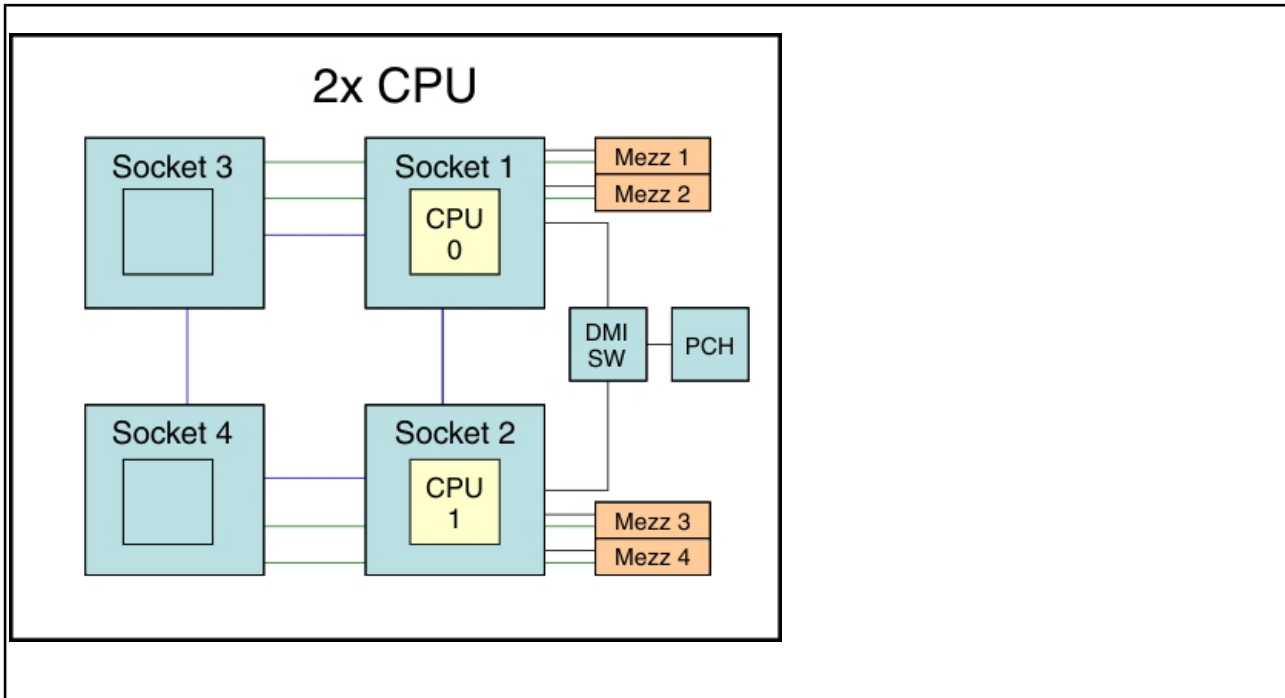 2x CPU
Socket 3
Socket 1
CPU
0
Mezz 1
Mezz 2
DMI
SW
PCH
Socket 4
Socket 2
CPU
1
Mezz 3
Mezz 4